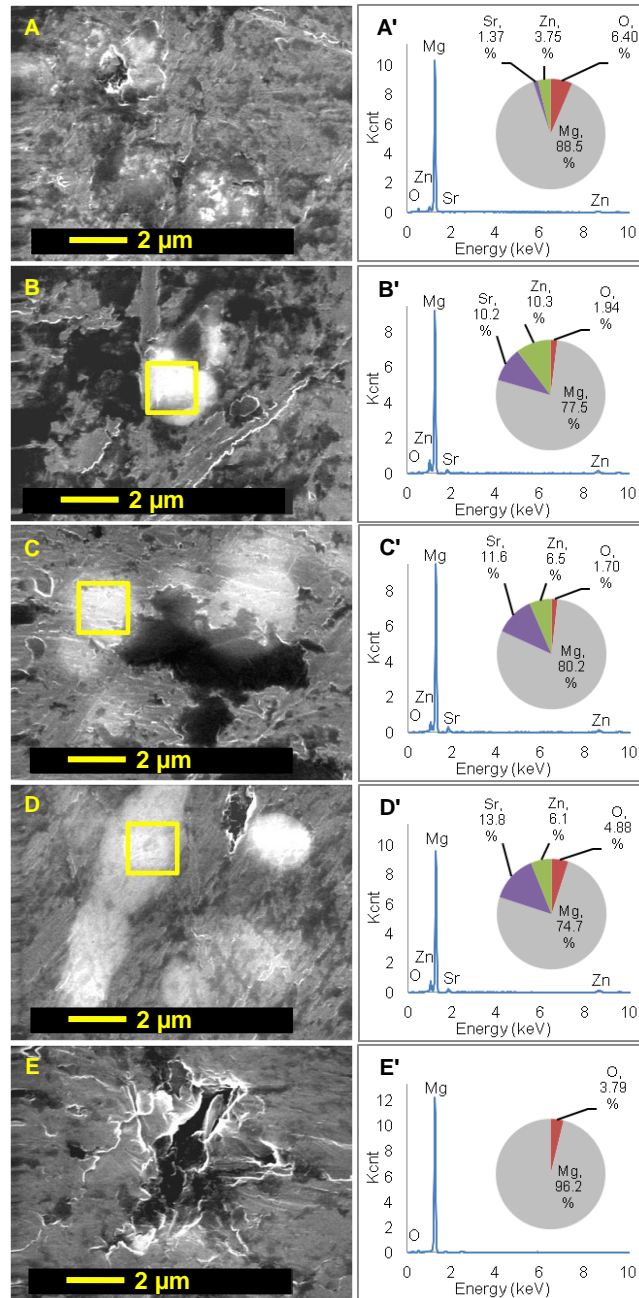 A
2 μm
A'
Sr,
1.37
%
Zn,
3.75
%
O,
6.40
%
Mg
Mg,
88.5
%
Kcnt
10
8
6
4
2
0
Zn
O
Sr
Zn
0 2 4 6 8 10
Energy (keV)
B
2 μm
B'
Sr,
10.2
%
Zn,
10.3
%
O,
1.94
%
Mg
Mg,
77.5
%
Kcnt
8
6
4
2
0
Zn
O
Sr
Zn
0 2 4 6 8 10
Energy (keV)
C
2 μm
C'
Sr,
11.6
%
Zn,
6.5
%
O,
1.70
%
Mg
Mg,
80.2
%
Kcnt
8
6
4
2
0
Zn
O
Sr
Zn
0 2 4 6 8 10
Energy (keV)
D
2 μm
D'
Sr,
13.8
%
Zn,
6.1
%
O,
4.88
%
Mg
Mg,
74.7
%
Kcnt
10
8
6
4
2
0
Zn
O
Sr
Zn
0 2 4 6 8 10
Energy (keV)
E
2 μm
E'
O,
3.79
%
Mg
Mg,
96.2
%
Kcnt
12
10
8
6
4
2
0
O
0 2 4 6 8 10
Energy (keV)